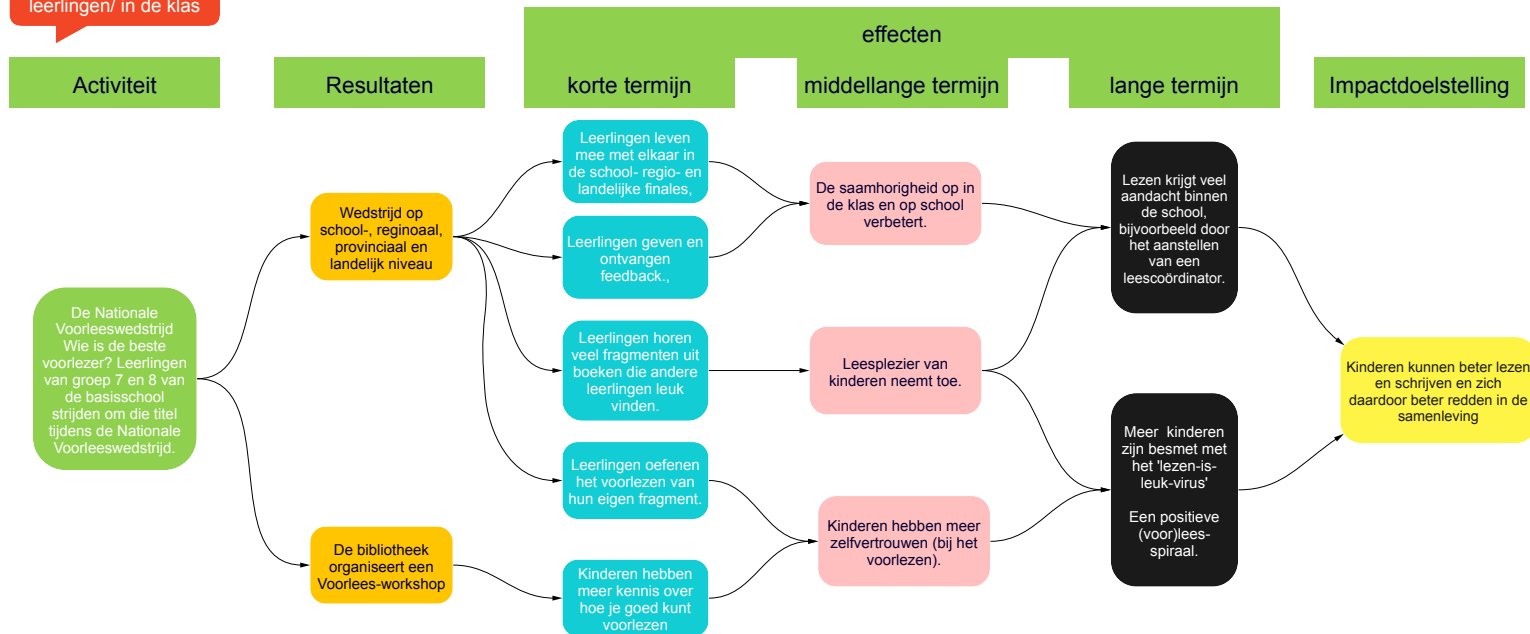 leerlingen/ in de klas
effecten
Activiteit
Resultaten
korte termijn
middellange termijn
lange termijn
Impactdoelstelling
De Nationale
Voorleeswedstrijd
Wie is de beste
voorlezer? Leerlingen
van groep 7 en 8 van
de basisschool
strijden om die titel
tijdens de Nationale
Voorleeswedstrijd.
Wedstrijd op
school-, reginoaal,
provinciaal en
landelijk niveau
De bibliotheek
organiseert een
Voorlees-workshop
Leerlingen leven
mee met elkaar in
de school- regio- en
landelijke finales,
Leerlingen geven en
ontvangen
feedback.,
Leerlingen horen
veel fragmenten uit
boeken die andere
leerlingen leuk
vinden.
Leerlingen oefenen
het voorlezen van
hun eigen fragment.
Kinderen hebben
meer kennis over
hoe je goed kunt
voorlezen
De saamhorigheid op in
de klas en op school
verbetert.
Leesplezier van
kinderen neemt toe.
Kinderen hebben meer
zelfvertrouwen (bij het
voorlezen).
Lezen krijgt veel
aandacht binnen
de school,
bijvoorbeeld door
het aanstellen
van een
leescoördinator.
Meer kinderen
zijn besmet met
het 'lezen-is-
leuk-virus'
Een positieve
(voor)lees-
spiraal.
Kinderen kunnen beter lezen
en schrijven en zich
daardoor beter redden in de
samenleving